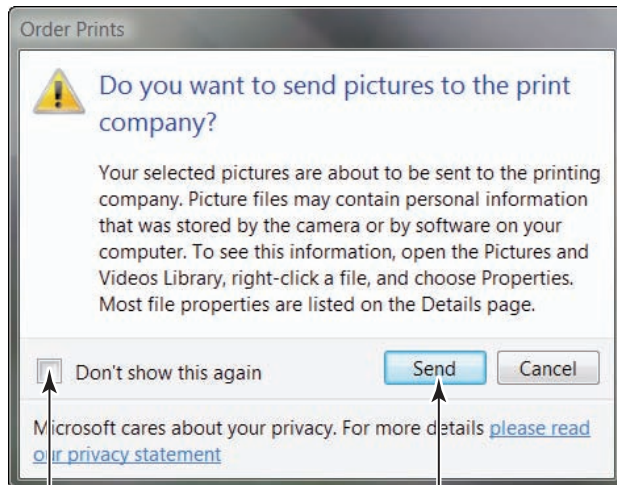 Order Prints
Do you want to send pictures to the print
company?
Your selected pictures are about to be sent to the printing
company. Picture files may contain personal information
that was stored by the camera or by software on your
computer. To see this information, open the Pictures and
Videos Library, right-click a file, and choose Properties.
Most file properties are listed on the Details page.
Don't show this again
Send
Cancel
Microsoft cares about your privacy. For more details please read
our privacy statement